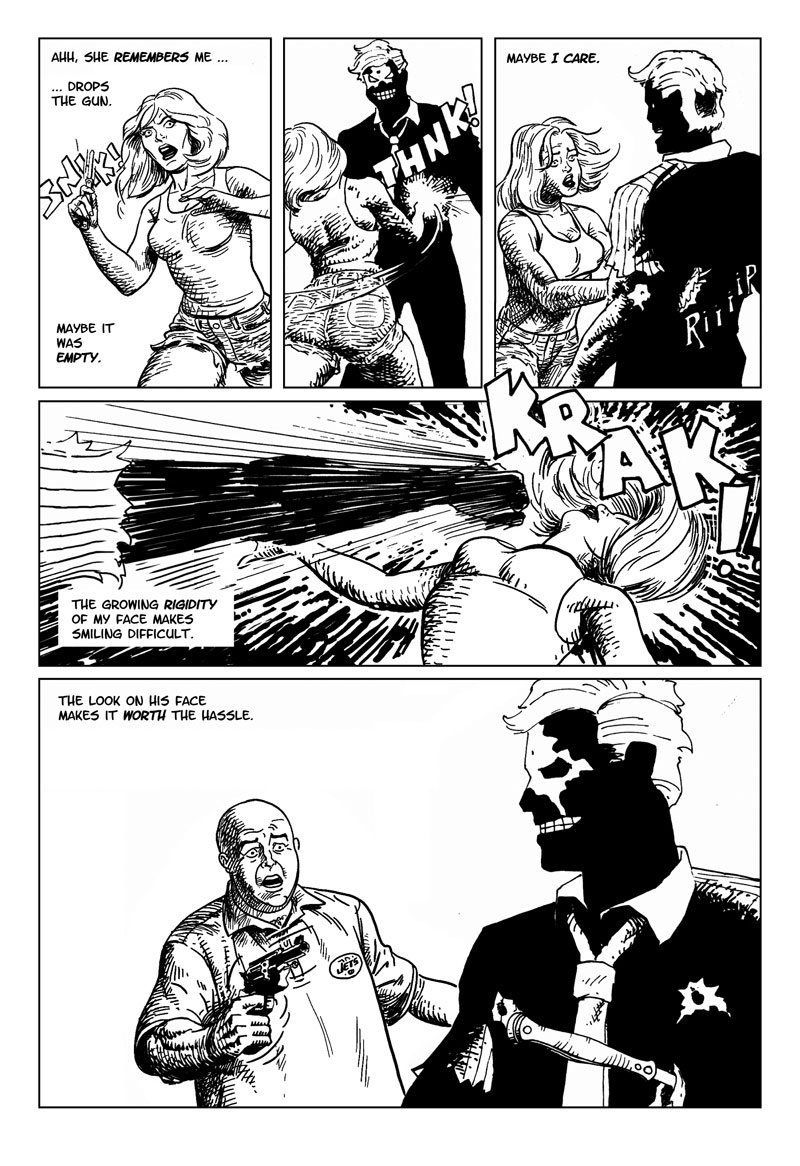 AHH, SHE REMEMBERS ME ...
... DROPS
THE GUN.
SNIKK!
MAYBE IT
WAS
EMPTY.
THNK!
MAYBE I CARE.
RiiiiP
KRAK!
THE GROWING RIGIDITY
OF MY FACE MAKES
SMILING DIFFICULT.
THE LOOK ON HIS FACE
MAKES IT WORTH THE HASSLE.
JETS